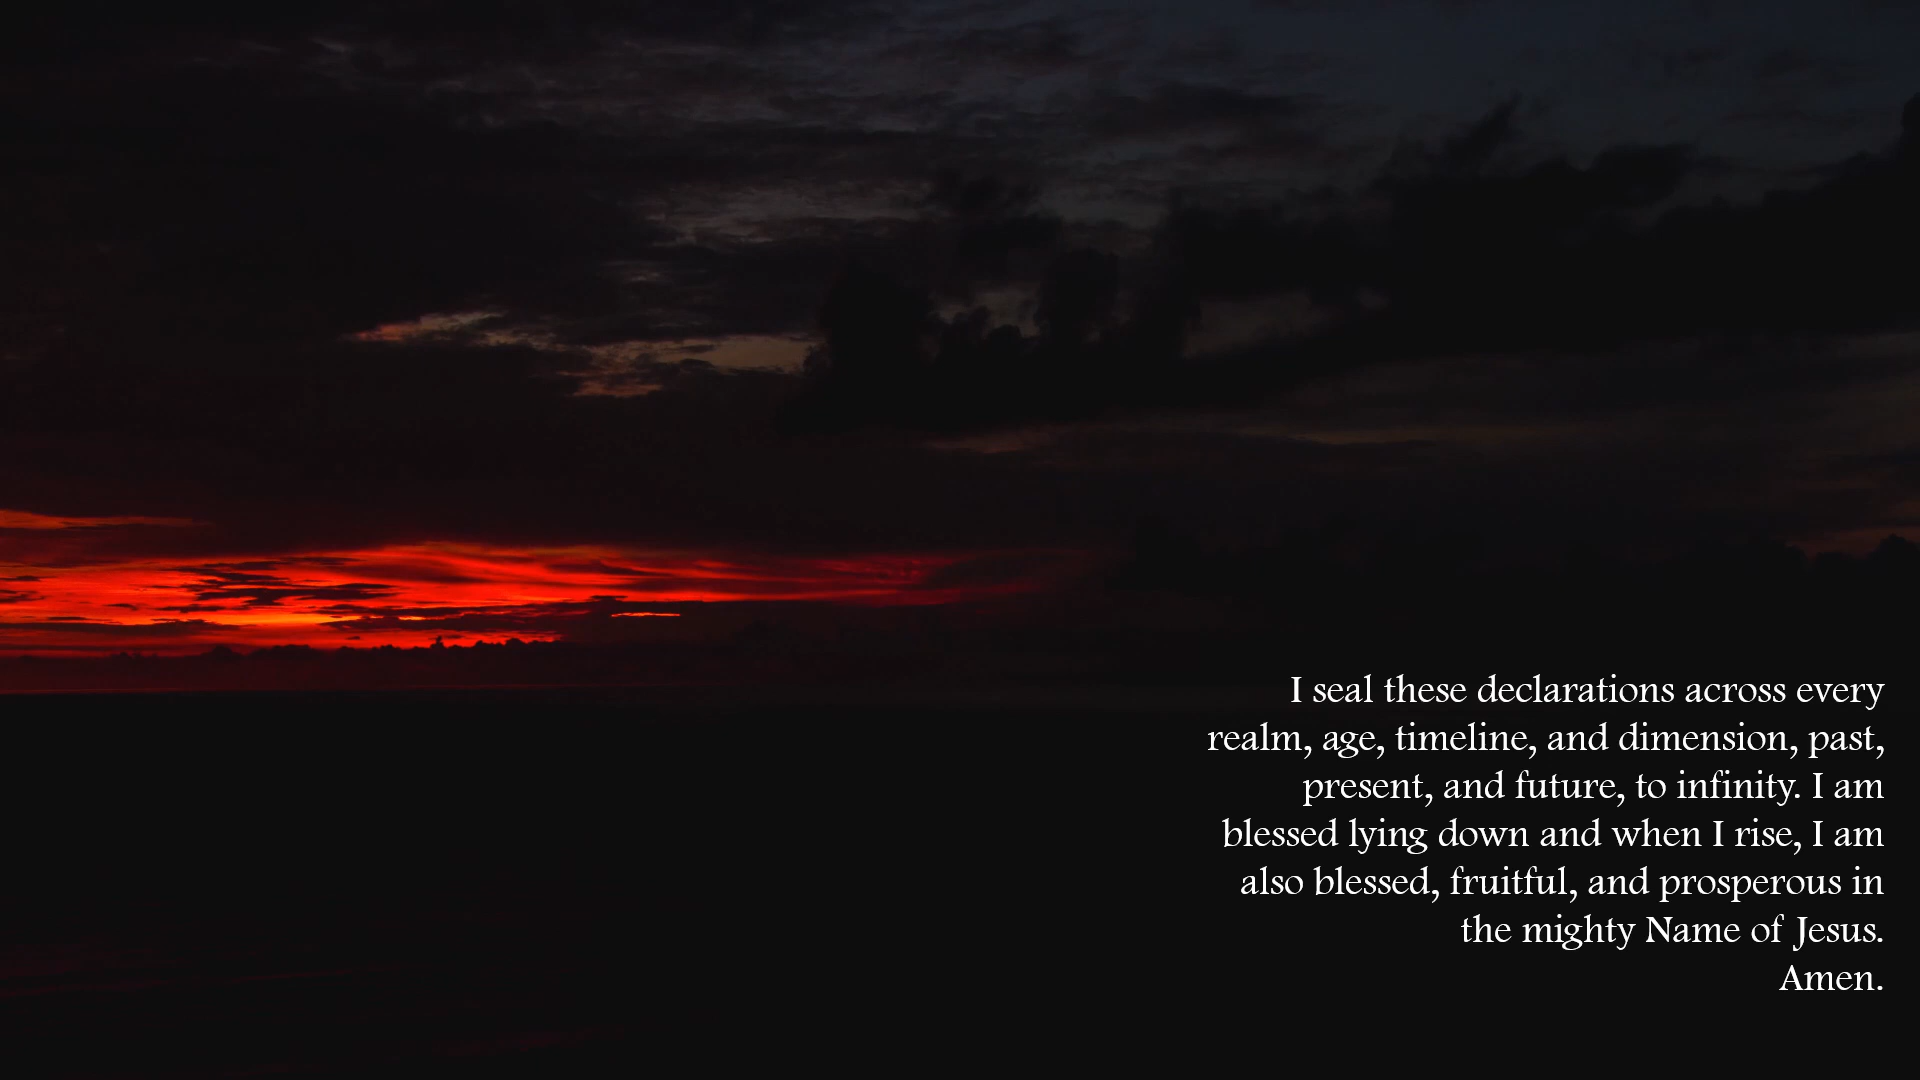 I seal these declarations across every
realm, age, timeline, and dimension, past,
present, and future, to infinity. I am
blessed lying down and when I rise, I am
also blessed, fruitful, and prosperous in
the mighty Name of Jesus.
Amen.